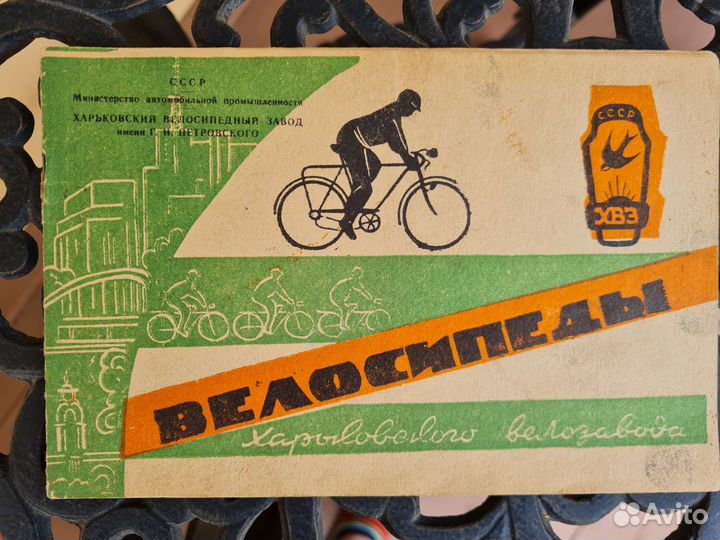 СССР
Министерство автомобильной промышленности
ХАРЬКОВСКИЙ ВЕЛОСИПЕДНЫЙ ЗАВОД
имени Г. И. ПЕТРОВСКОГО
СССР
ХВЗ
ВЕЛОСИПЕДЫ
Харьковского велозавода
Avito